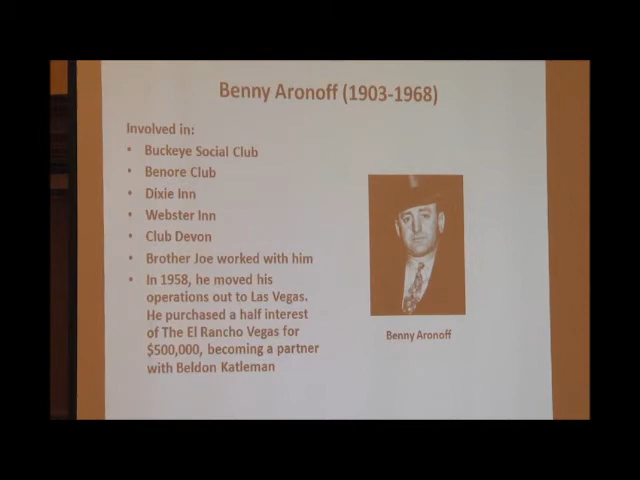 Benny Aronoff (1903-1968)
Involved in:
• Buckeye Social Club
• Benore Club
• Dixie Inn
• Webster Inn
• Club Devon
• Brother Joe worked with him
• In 1958, he moved his
operations out to Las Vegas.
He purchased a half interest
of The El Rancho Vegas for
$500,000, becoming a partner
with Beldon Katleman
Benny Aronoff